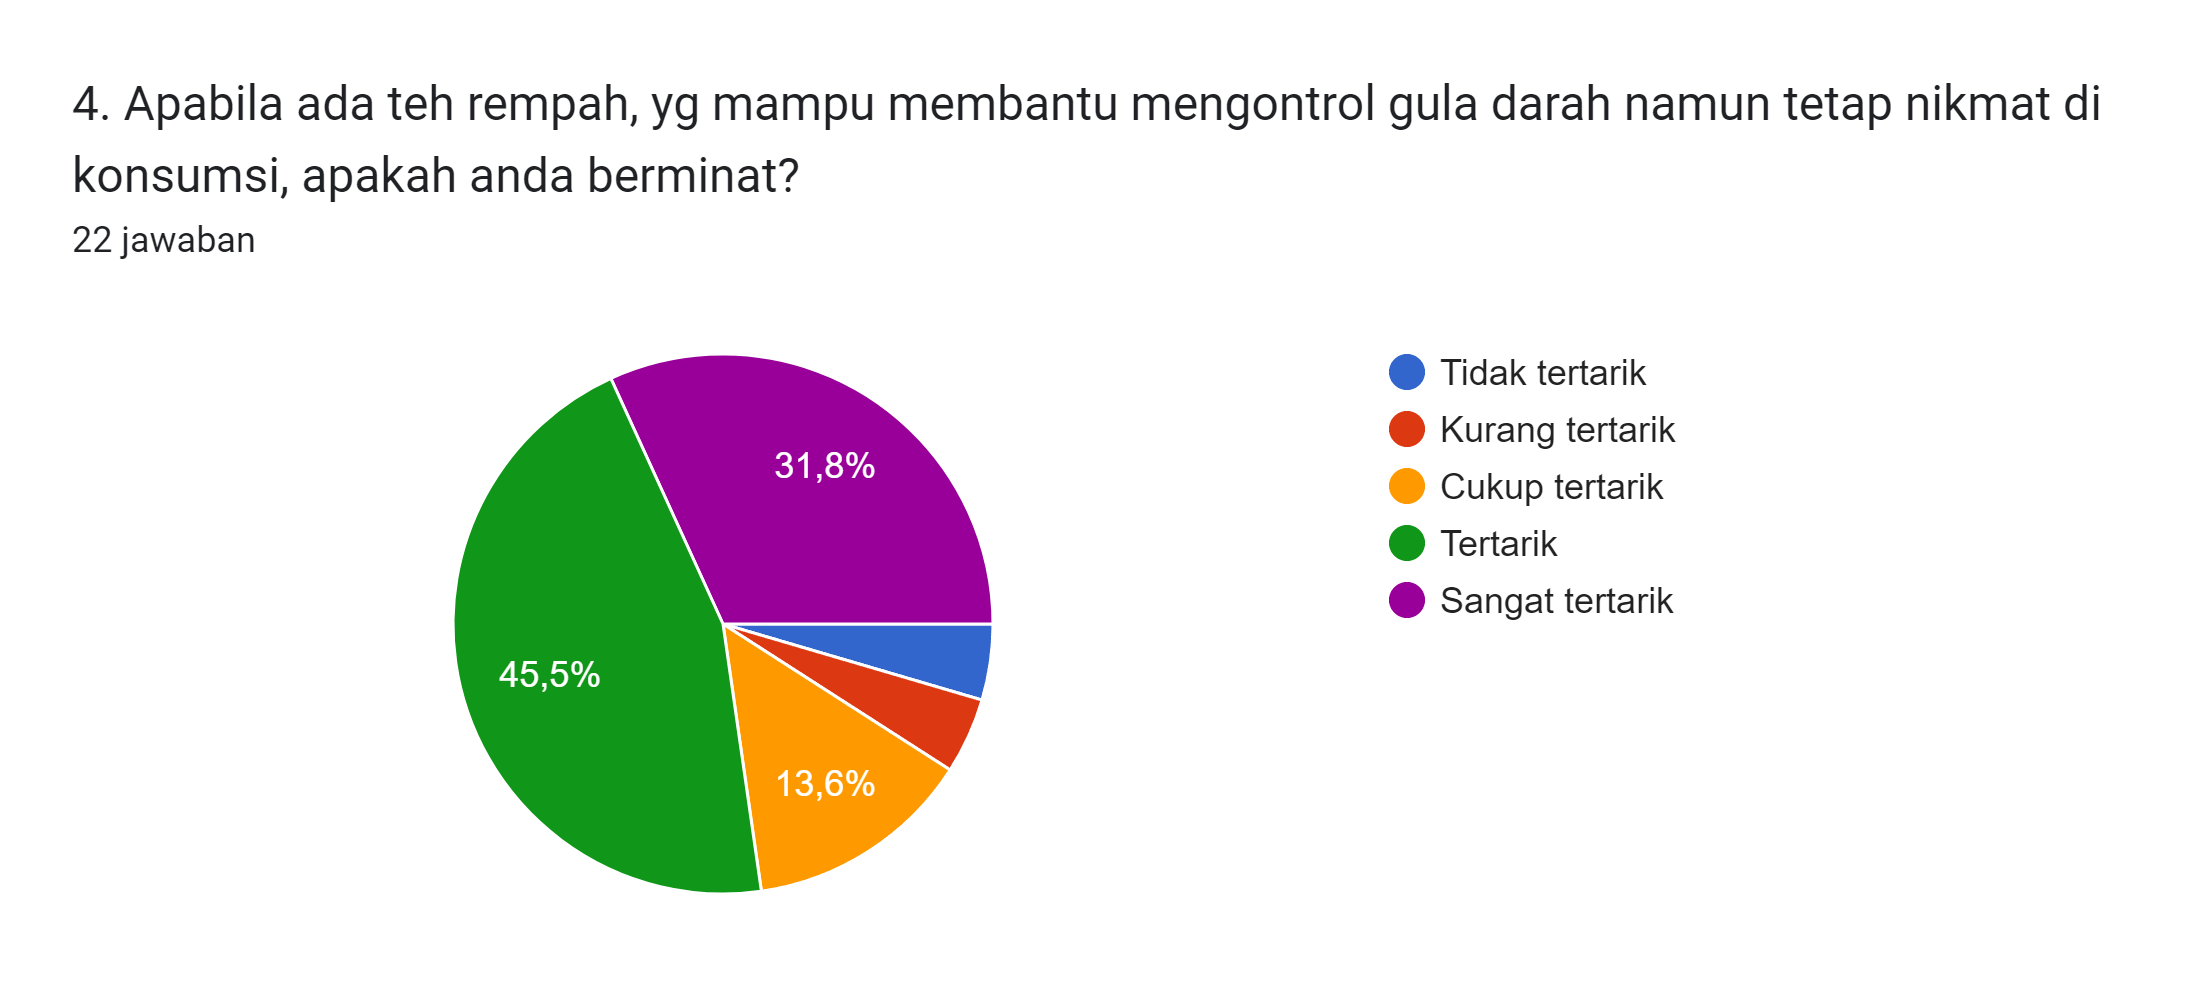 4. Apabila ada teh rempah, yg mampu membantu mengontrol gula darah namun tetap nikmat di
konsumsi, apakah anda berminat?
22 jawaban
31,8%
45,5%
13,6%
Tidak tertarik
Kurang tertarik
Cukup tertarik
Tertarik
Sangat tertarik